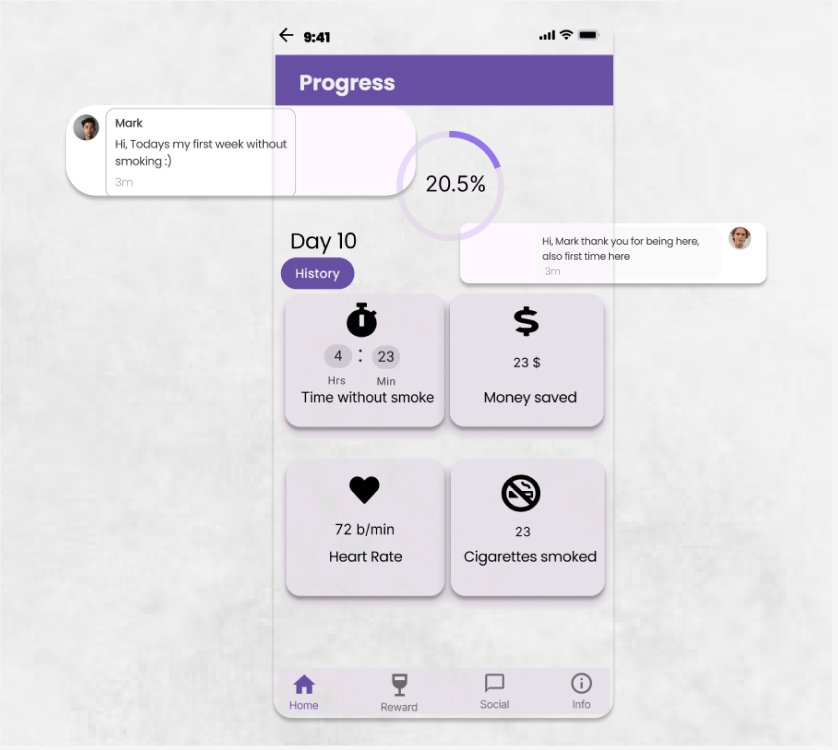 9:41
Progress
Mark
Hi, Todays my first week without
smoking :)
3m
20.5%
Hi, Mark thank you for being here,
also first time here
3m
Day 10
History
4 : 23
Hrs Min
Time without smoke
23 $
Money saved
72 b/min
Heart Rate
23
Cigarettes smoked
Home
Reward
Social
Info